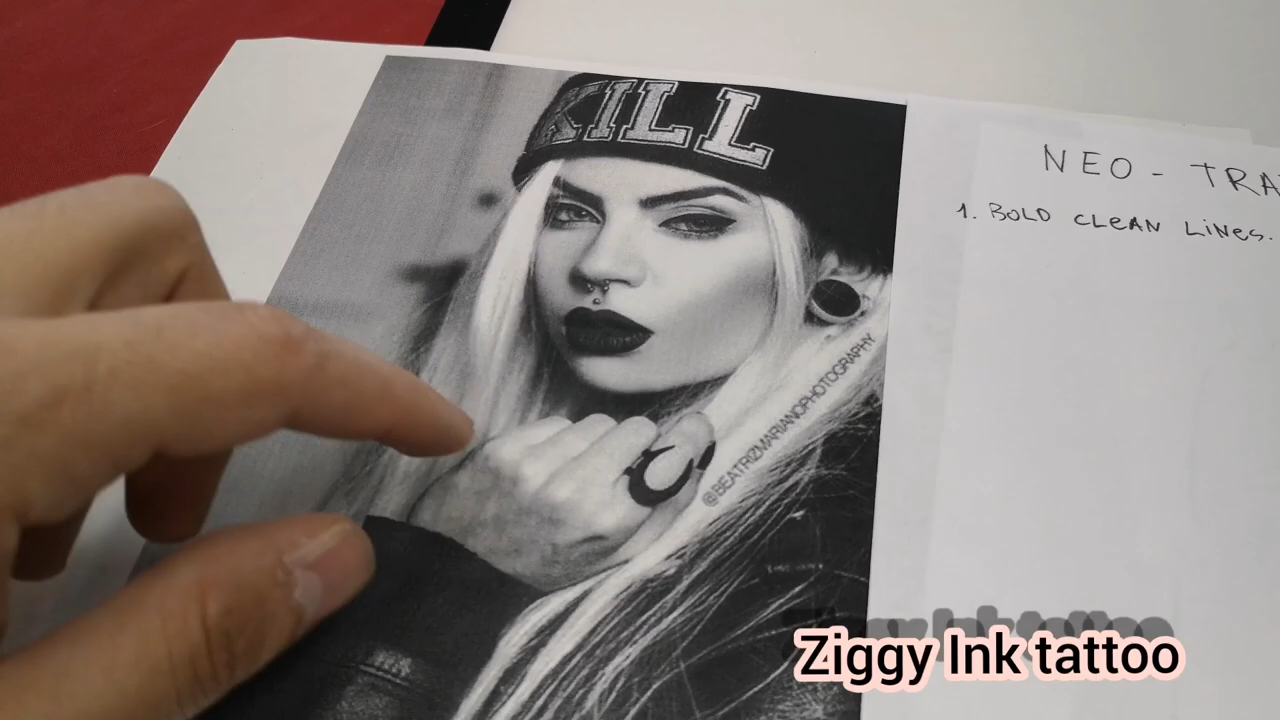 KILL
NEO - TRA
1. BOLD CLEAN LINES.
@BEATRIZMARIANOPHOTOGRAPHY
Ziggy Ink tattoo